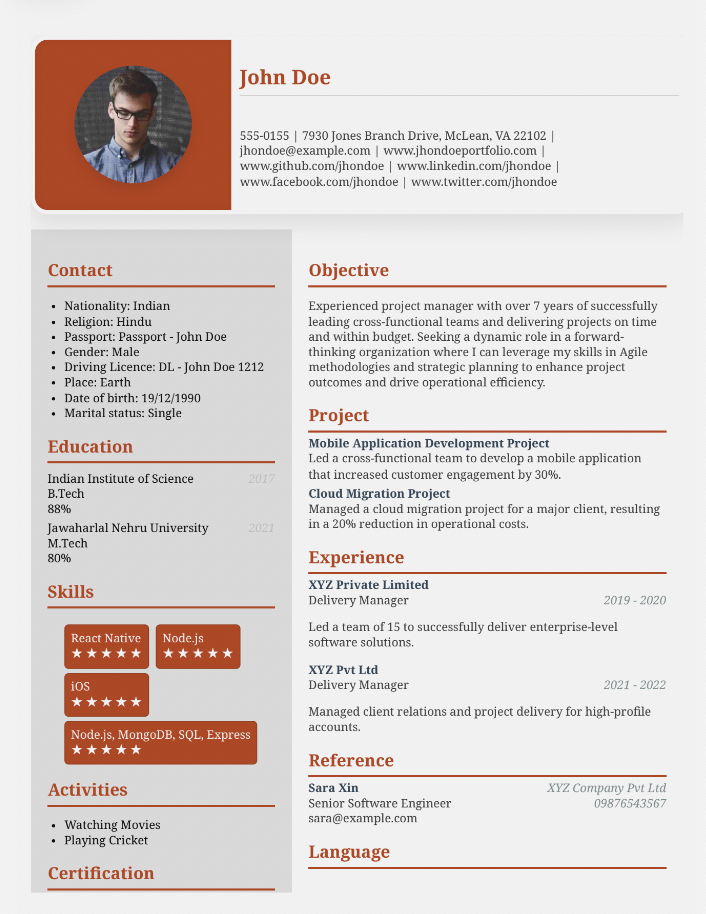 John Doe
555-0155 | 7930 Jones Branch Drive, McLean, VA 22102 |
jhondoe@example.com | www.jhondoeportfolio.com |
www.github.com/jhondoe | www.linkedin.com/jhondoe |
www.facebook.com/jhondoe | www.twitter.com/jhondoe
Contact
• Nationality: Indian
• Religion: Hindu
• Passport: Passport - John Doe
• Gender: Male
• Driving Licence: DL - John Doe 1212
• Place: Earth
• Date of birth: 19/12/1990
• Marital status: Single
Education
Indian Institute of Science 2017
B.Tech
88%
Jawaharlal Nehru University 2021
M.Tech
80%
Skills
React Native Node.js
★★★★★ ★★★★★
iOS
★★★★★
Node.js, MongoDB, SQL, Express
★★★★★
Activities
• Watching Movies
• Playing Cricket
Certification
Objective
Experienced project manager with over 7 years of successfully
leading cross-functional teams and delivering projects on time
and within budget. Seeking a dynamic role in a forward-
thinking organization where I can leverage my skills in Agile
methodologies and strategic planning to enhance project
outcomes and drive operational efficiency.
Project
Mobile Application Development Project
Led a cross-functional team to develop a mobile application
that increased customer engagement by 30%.
Cloud Migration Project
Managed a cloud migration project for a major client, resulting
in a 20% reduction in operational costs.
Experience
XYZ Private Limited
Delivery Manager 2019 - 2020
Led a team of 15 to successfully deliver enterprise-level
software solutions.
XYZ Pvt Ltd
Delivery Manager 2021 - 2022
Managed client relations and project delivery for high-profile
accounts.
Reference
Sara Xin XYZ Company Pvt Ltd
Senior Software Engineer 09876543567
sara@example.com
Language